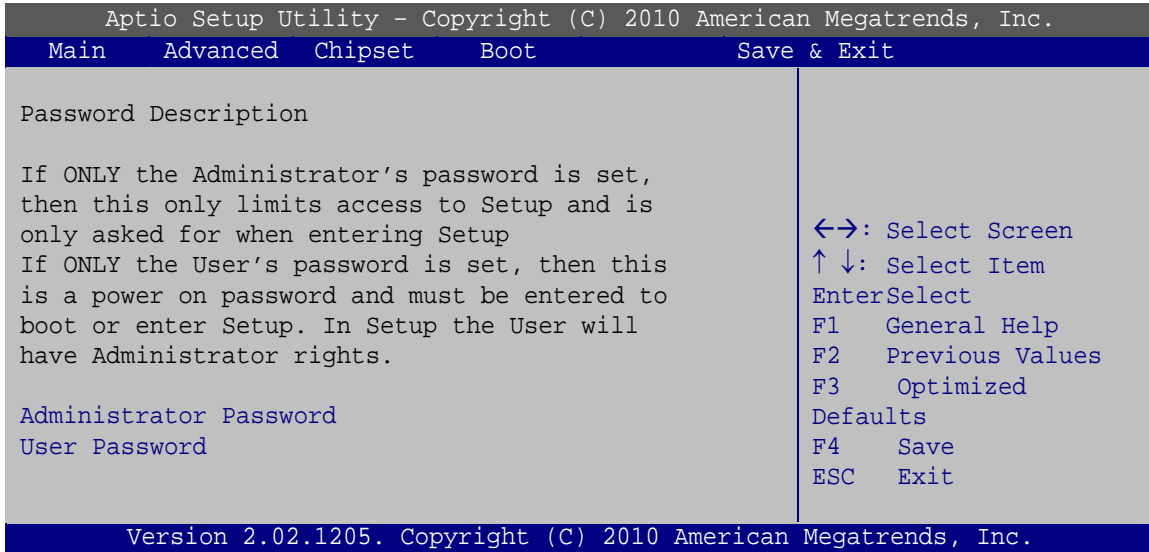 Aptio Setup Utility – Copyright (C) 2010 American Megatrends, Inc.
Main Advanced Chipset Boot Save & Exit
Password Description
If ONLY the Administrator’s password is set,
then this only limits access to Setup and is
only asked for when entering Setup
If ONLY the User’s password is set, then this
is a power on password and must be entered to
boot or enter Setup. In Setup the User will
have Administrator rights.
Administrator Password
User Password
←→: Select Screen
↑ ↓: Select Item
EnterSelect
F1 General Help
F2 Previous Values
F3 Optimized
Defaults
F4 Save
ESC Exit
Version 2.02.1205. Copyright (C) 2010 American Megatrends, Inc.